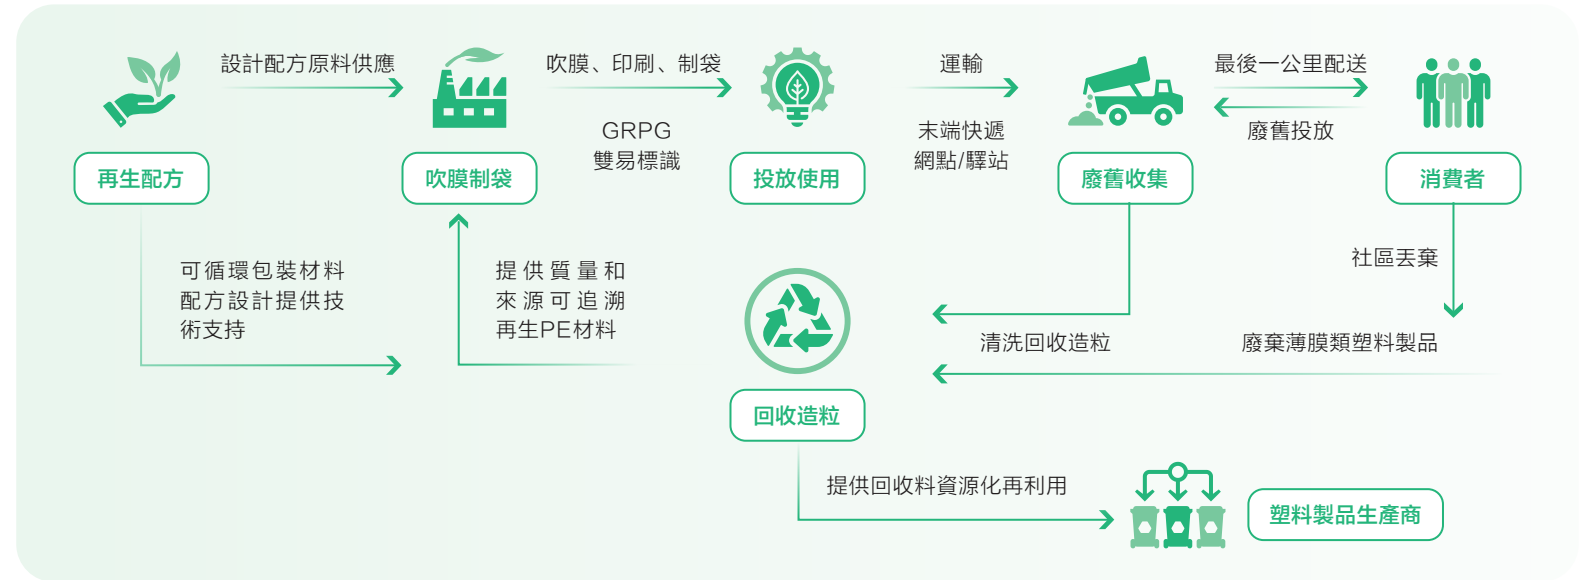 設計配方原料供應
吹膜、印刷、制袋
運輸
最後一公里配送
GRPG
雙易標識
末端快遞
網點/驛站
廢舊投放
再生配方
吹膜制袋
投放使用
廢舊收集
消費者
可循環包裝材料
配方設計提供技
術支持
提供質量和
來源可追溯
再生PE材料
社區丟棄
清洗回收造粒
廢棄薄膜類塑料製品
回收造粒
提供回收料資源化再利用
塑料製品生產商